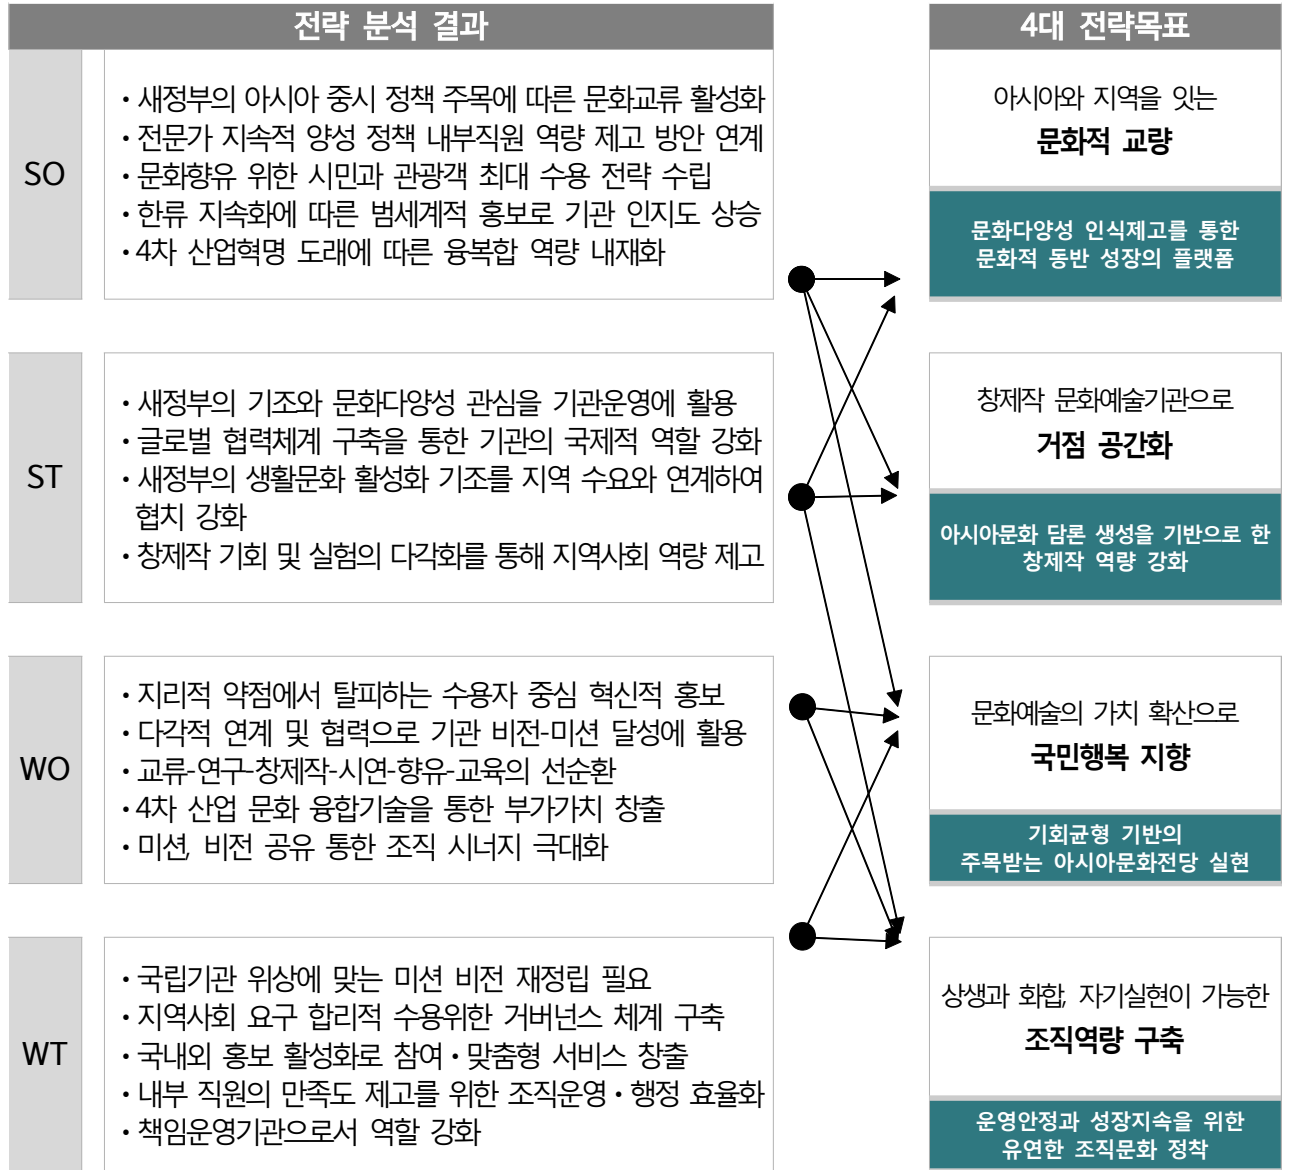 전략 분석 결과
SO
• 새정부의 아시아 중시 정책 주목에 따른 문화교류 활성화
• 전문가 지속적 양성 정책 내부직원 역량 제고 방안 연계
• 문화향유 위한 시민과 관광객 최대 수용 전략 수립
• 한류 지속화에 따른 범세계적 홍보로 기관 인지도 상승
• 4차 산업혁명 도래에 따른 융복합 역량 내재화
ST
• 새정부의 기조와 문화다양성 관심을 기관운영에 활용
• 글로벌 협력체계 구축을 통한 기관의 국제적 역할 강화
• 새정부의 생활문화 활성화 기조를 지역 수요와 연계하여
협치 강화
• 창제작 기회 및 실험의 다각화를 통해 지역사회 역량 제고
WO
• 지리적 약점에서 탈피하는 수용자 중심 혁신적 홍보
• 다각적 연계 및 협력으로 기관 비전-미션 달성에 활용
• 교류-연구-창제작-시연-향유-교육의 선순환
• 4차 산업 문화 융합기술을 통한 부가가치 창출
• 미션, 비전 공유 통한 조직 시너지 극대화
WT
• 국립기관 위상에 맞는 미션 비전 재정립 필요
• 지역사회 요구 합리적 수용위한 거버넌스 체계 구축
• 국내외 홍보 활성화로 참여 • 맞춤형 서비스 창출
• 내부 직원의 만족도 제고를 위한 조직운영 • 행정 효율화
• 책임운영기관으로서 역할 강화
4대 전략목표
아시아와 지역을 잇는
문화적 교량
문화다양성 인식제고를 통한
문화적 동반 성장의 플랫폼
창제작 문화예술기관으로
거점 공간화
아시아문화 담론 생성을 기반으로 한
창제작 역량 강화
문화예술의 가치 확산으로
국민행복 지향
기회균형 기반의
주목받는 아시아문화전당 실현
상생과 화합, 자기실현이 가능한
조직역량 구축
운영안정과 성장지속을 위한
유연한 조직문화 정착